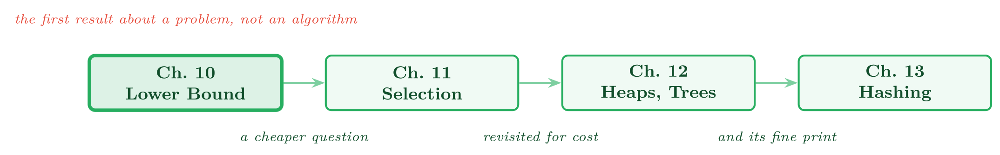 the first result about a problem, not an algorithm
Ch. 10
Lower Bound
Ch. 11
Selection
Ch. 12
Heaps, Trees
Ch. 13
Hashing
a cheaper question
revisited for cost
and its fine print